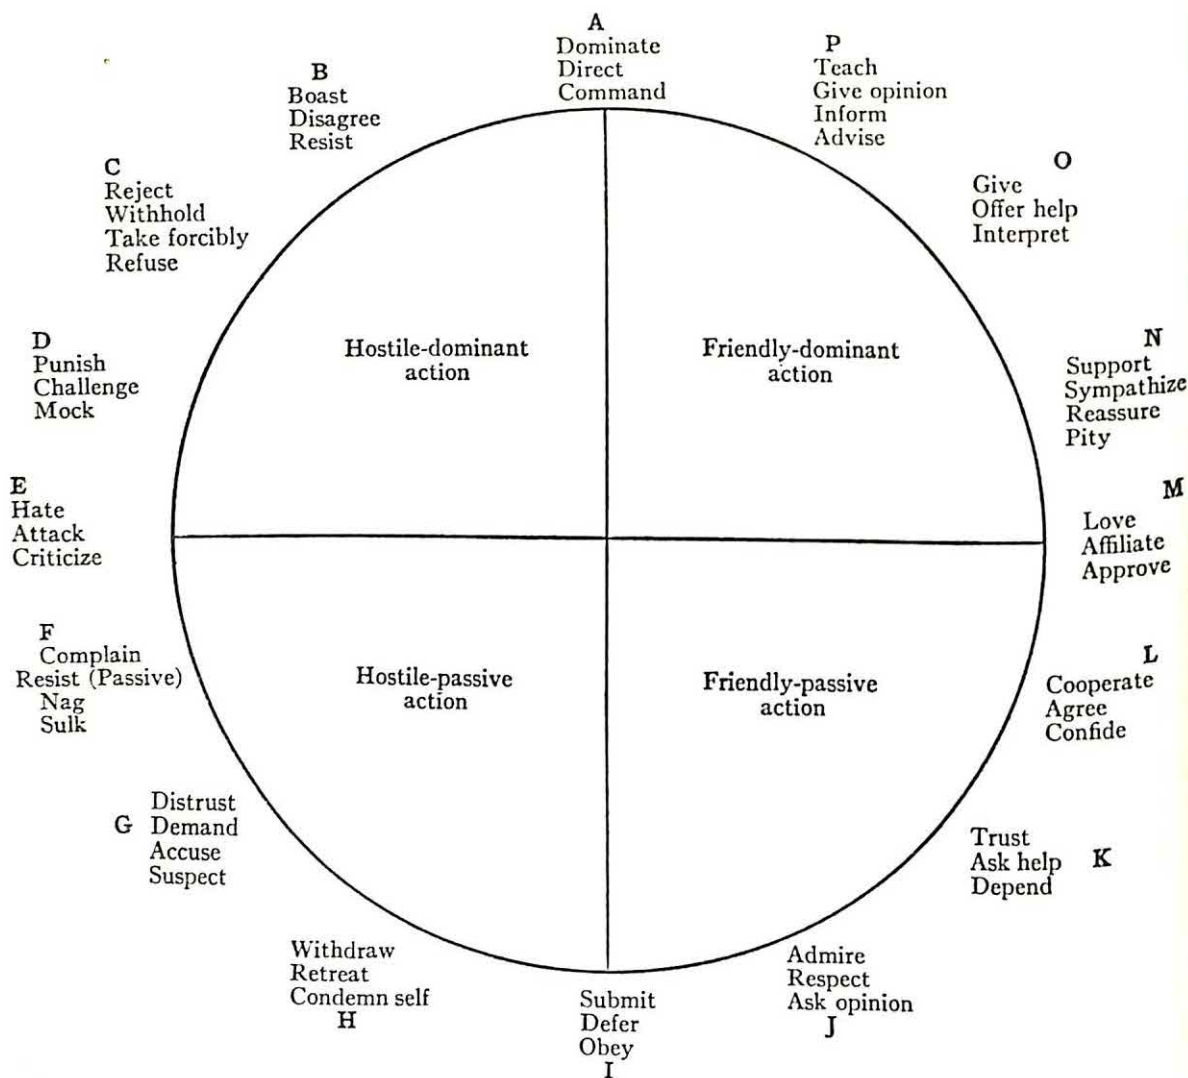 A
Dominate
Direct
Command
P
Teach
Give opinion
Inform
Advise
B
Boast
Disagree
Resist
O
Give
Offer help
Interpret
C
Reject
Withhold
Take forcibly
Refuse
N
Support
Sympathize
Reassure
Pity
D
Punish
Challenge
Mock
Hostile-dominant
action
Friendly-dominant
action
M
Love
Affiliate
Approve
E
Hate
Attack
Criticize
F
Complain
Resist (Passive)
Nag
Sulk
Hostile-passive
action
Friendly-passive
action
L
Cooperate
Agree
Confide
G
Distrust
Demand
Accuse
Suspect
Trust
Ask help
Depend
K
Withdraw
Retreat
Condemn self
H
Submit
Defer
Obey
I
Admire
Respect
Ask opinion
J